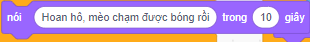 nói Hoan hô, mèo chạm được bóng rồi trong 10 giây